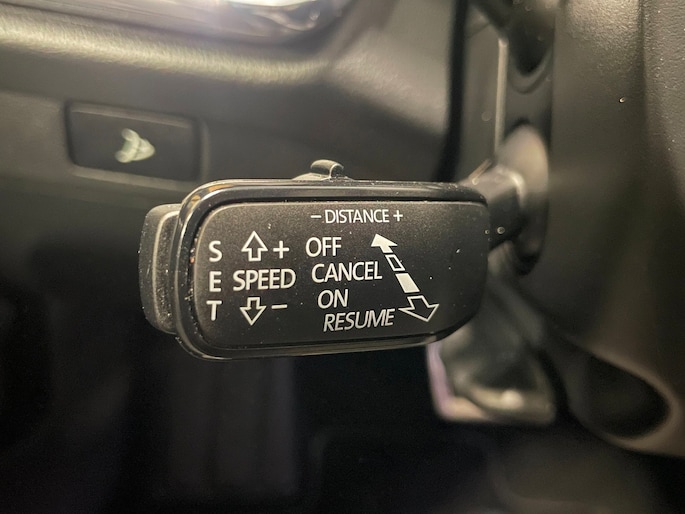 − DISTANCE +
S + OFF
E SPEED CANCEL
T − ON
RESUME